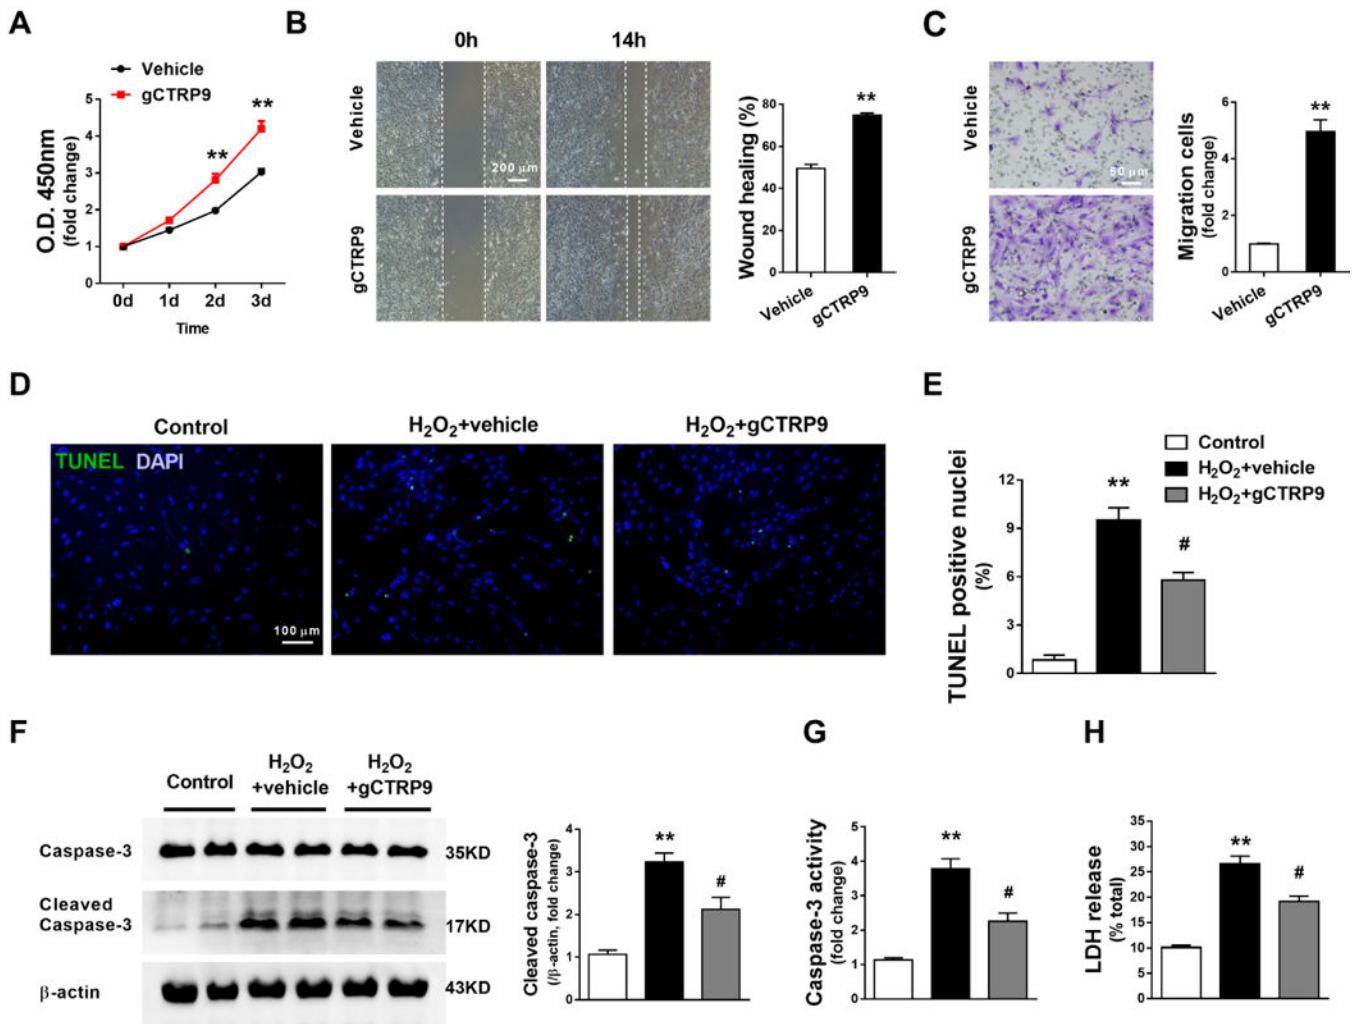 A
Vehicle
gCTRP9
O.D. 450nm
(fold change)
5
4
3
2
1
0
**
**
0d 1d 2d 3d
Time
B
0h 14h
Vehicle
gCTRP9
200 μm
Wound healing (%)
80
60
40
20
0
**
Vehicle
gCTRP9
C
Vehicle
gCTRP9
50 μm
Migration cells
(fold change)
6
4
2
0
**
Vehicle
gCTRP9
D
Control
H₂O₂+vehicle
H₂O₂+gCTRP9
TUNEL DAPI
100 μm
E
Control
H₂O₂+vehicle
H₂O₂+gCTRP9
TUNEL positive nuclei
(%)
12
9
6
3
0
**
#
F
Control
H₂O₂
+vehicle
H₂O₂
+gCTRP9
Caspase-3
35KD
Cleaved
Caspase-3
17KD
β-actin
43KD
Cleaved caspase-3
(/β-actin, fold change)
4
3
2
1
0
**
#
G
Caspase-3 activity
(fold change)
5
4
3
2
1
0
**
#
H
LDH release
(% total)
35
30
25
20
15
10
5
0
**
#